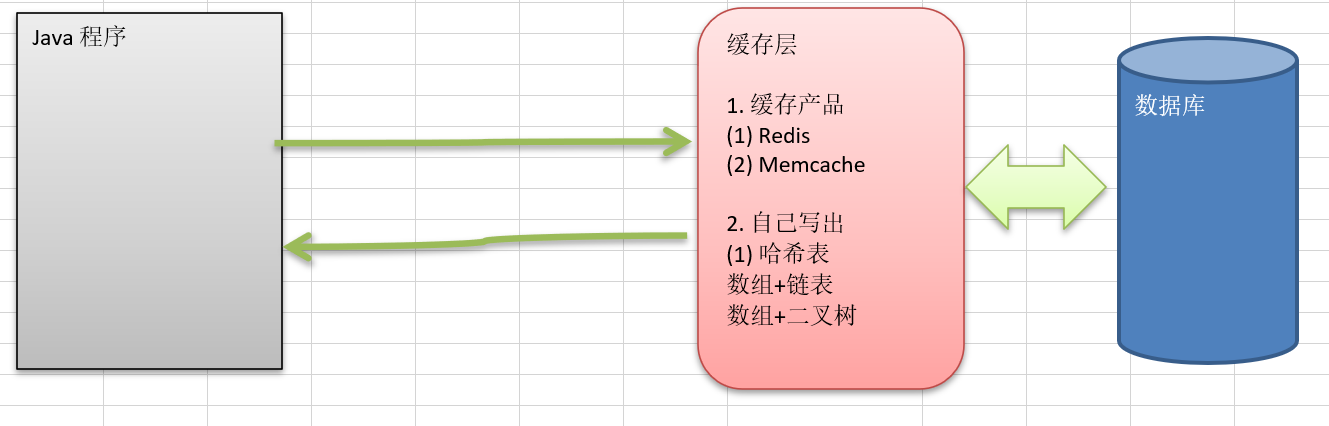 Java 程序
缓存层
1. 缓存产品
(1) Redis
(2) Memcache
2. 自己写出
(1) 哈希表
数组+链表
数组+二叉树
数据库